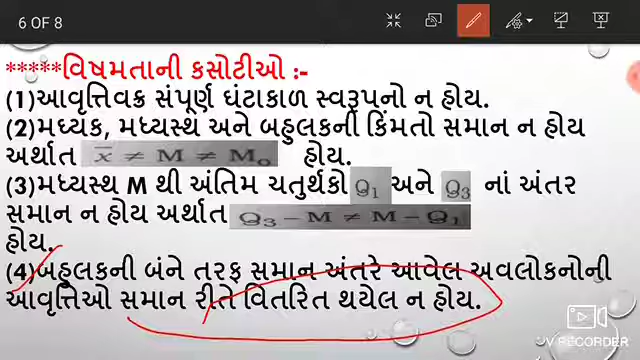 6 OF 8
*****વિષમતાની કસોટીઓ :-
(1)આવૃત્તિવક્ર સંપૂર્ણ ઘંટાકાળ સ્વરૂપનો ન હોય.
(2)મધ્યક, મધ્યસ્થ અને બહુલકની કિંમતો સમાન ન હોય
અર્થાત x̅ ≠ M ≠ M₀ હોય.
(3)મધ્યસ્થ M થી અંતિમ ચતુર્થકો Q₁ અને Q₃ નાં અંતર
સમાન ન હોય અર્થાત Q₃ – M ≠ M – Q₁
હોય.
(4)બહુલકની બંને તરફ સમાન અંતરે આવેલ અવલોકનોની
આવૃત્તિઓ સમાન રીતે વિતરિત થયેલ ન હોય.
V RECORDER